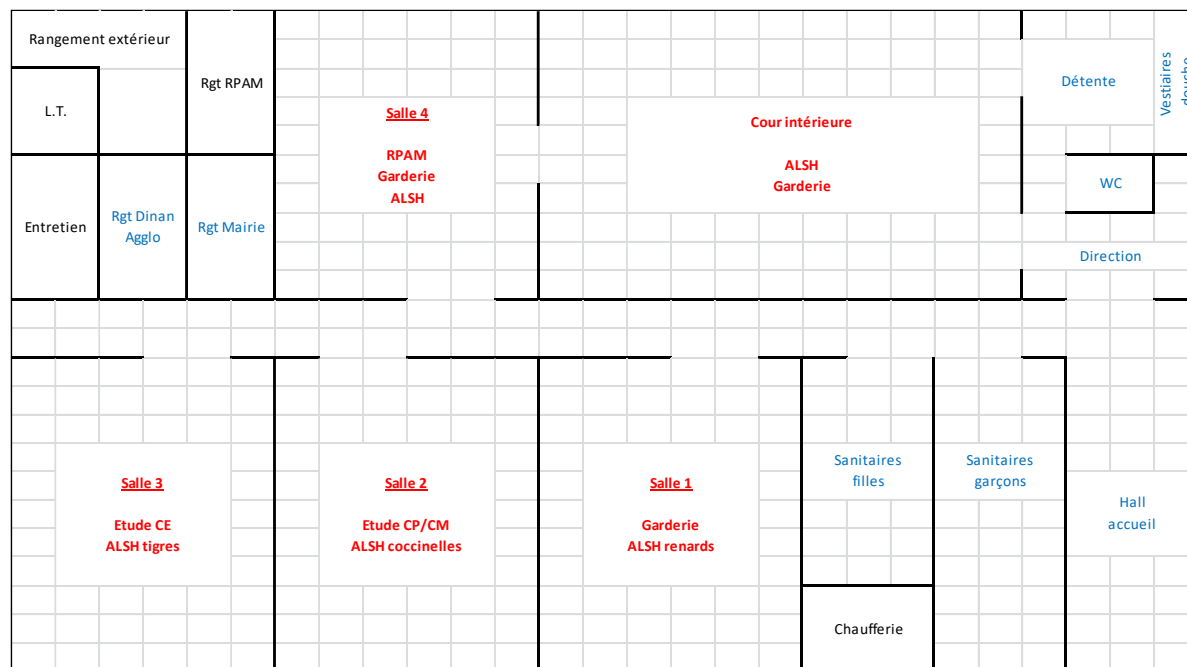 Rangement extérieur
Rgt RPAM
L.T.
Entretien
Rgt Dinan
Agglo
Rgt Mairie
Salle 4
RPAM
Garderie
ALSH
Cour intérieure
ALSH
Garderie
Détente
Vestiaires
douche
WC
Direction
Salle 3
Etude CE
ALSH tigres
Salle 2
Etude CP/CM
ALSH coccinelles
Salle 1
Garderie
ALSH renards
Sanitaires
filles
Sanitaires
garçons
Hall
accueil
Chaufferie